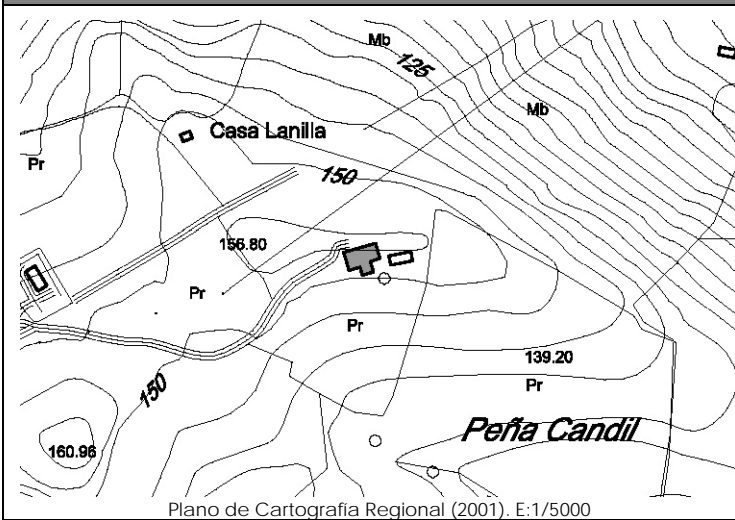 Mb
125
Mb
Casa Lanilla
Pr
150
156.80
Pr
Pr
139.20
Pr
150
Peña Candil
160.96
Plano de Cartografía Regional (2001). E:1/5000